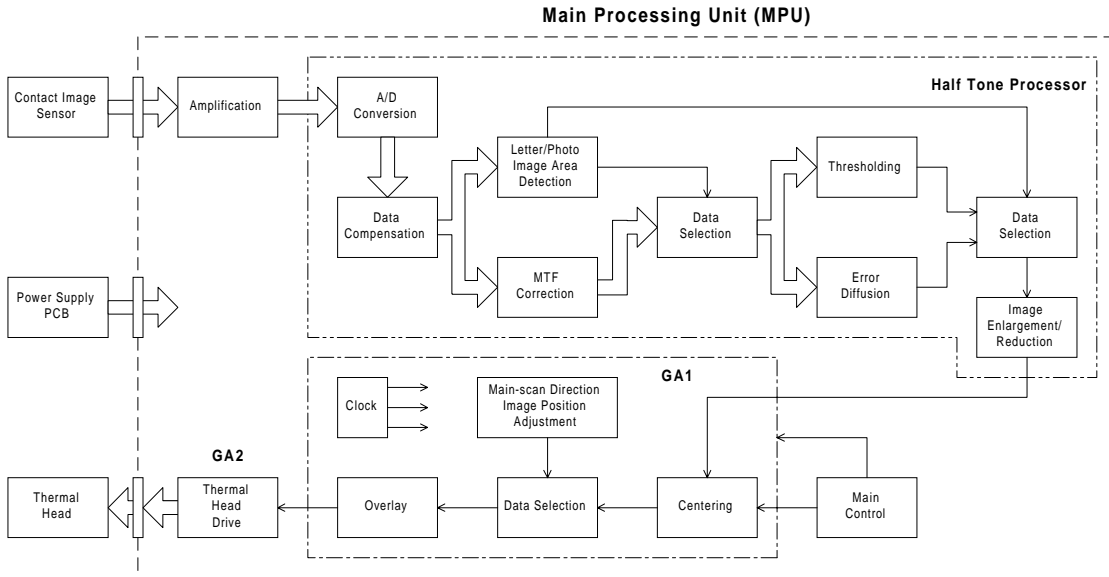 Main Processing Unit (MPU)
Half Tone Processor
Contact Image
Sensor
Amplification
A/D
Conversion
Letter/Photo
Image Area
Detection
Thresholding
Data
Compensation
Data
Selection
Data
Selection
MTF
Correction
Error
Diffusion
Power Supply
PCB
Image
Enlargement/
Reduction
GA1
Clock
Main-scan Direction
Image Position
Adjustment
GA2
Thermal
Head
Thermal
Head
Drive
Overlay
Data Selection
Centering
Main
Control